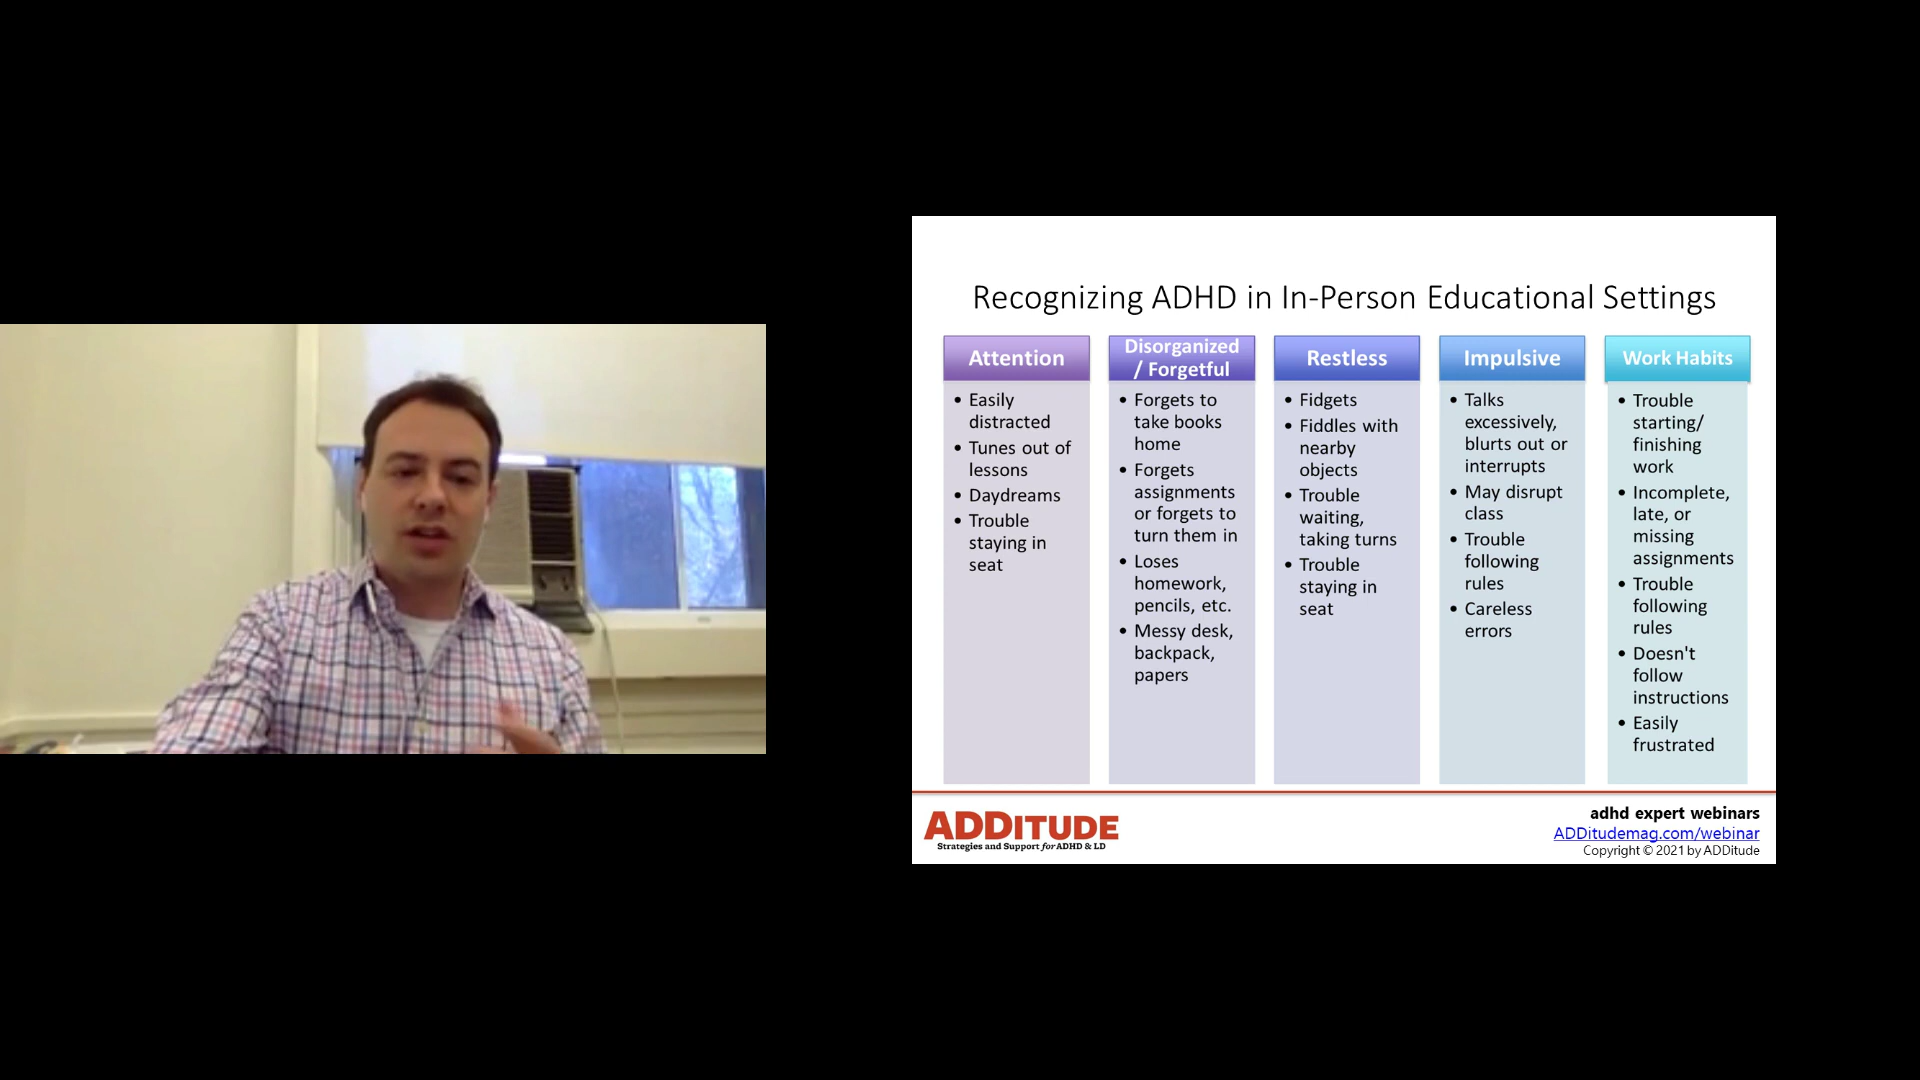 Recognizing ADHD in In-Person Educational Settings
Attention
• Easily
distracted
• Tunes out of
lessons
• Daydreams
• Trouble
staying in
seat
Disorganized
/ Forgetful
• Forgets to
take books
home
• Forgets
assignments
or forgets to
turn them in
• Loses
homework,
pencils, etc.
• Messy desk,
backpack,
papers
Restless
• Fidgets
• Fiddles with
nearby
objects
• Trouble
waiting,
taking turns
• Trouble
staying in
seat
Impulsive
• Talks
excessively,
blurts out or
interrupts
• May disrupt
class
• Trouble
following
rules
• Careless
errors
Work Habits
• Trouble
starting/
finishing
work
• Incomplete,
late, or
missing
assignments
• Trouble
following
rules
• Doesn't
follow
instructions
• Easily
frustrated
ADDITUDE
Strategies and Support for ADHD & LD
adhd expert webinars
ADDitudemag.com/webinar
Copyright © 2021 by ADDitude